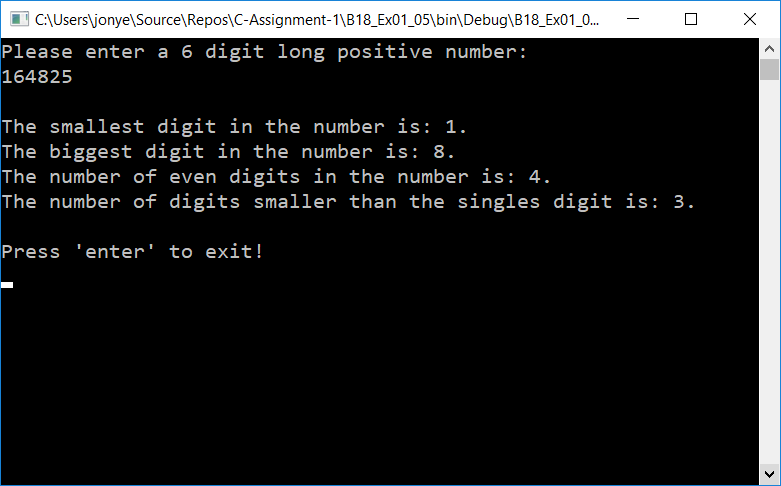 C:\Users\jonye\Source\Repos\C-Assignment-1\B18_Ex01_05\bin\Debug\B18_Ex01_0...
Please enter a 6 digit long positive number:
164825
The smallest digit in the number is: 1.
The biggest digit in the number is: 8.
The number of even digits in the number is: 4.
The number of digits smaller than the singles digit is: 3.
Press 'enter' to exit!